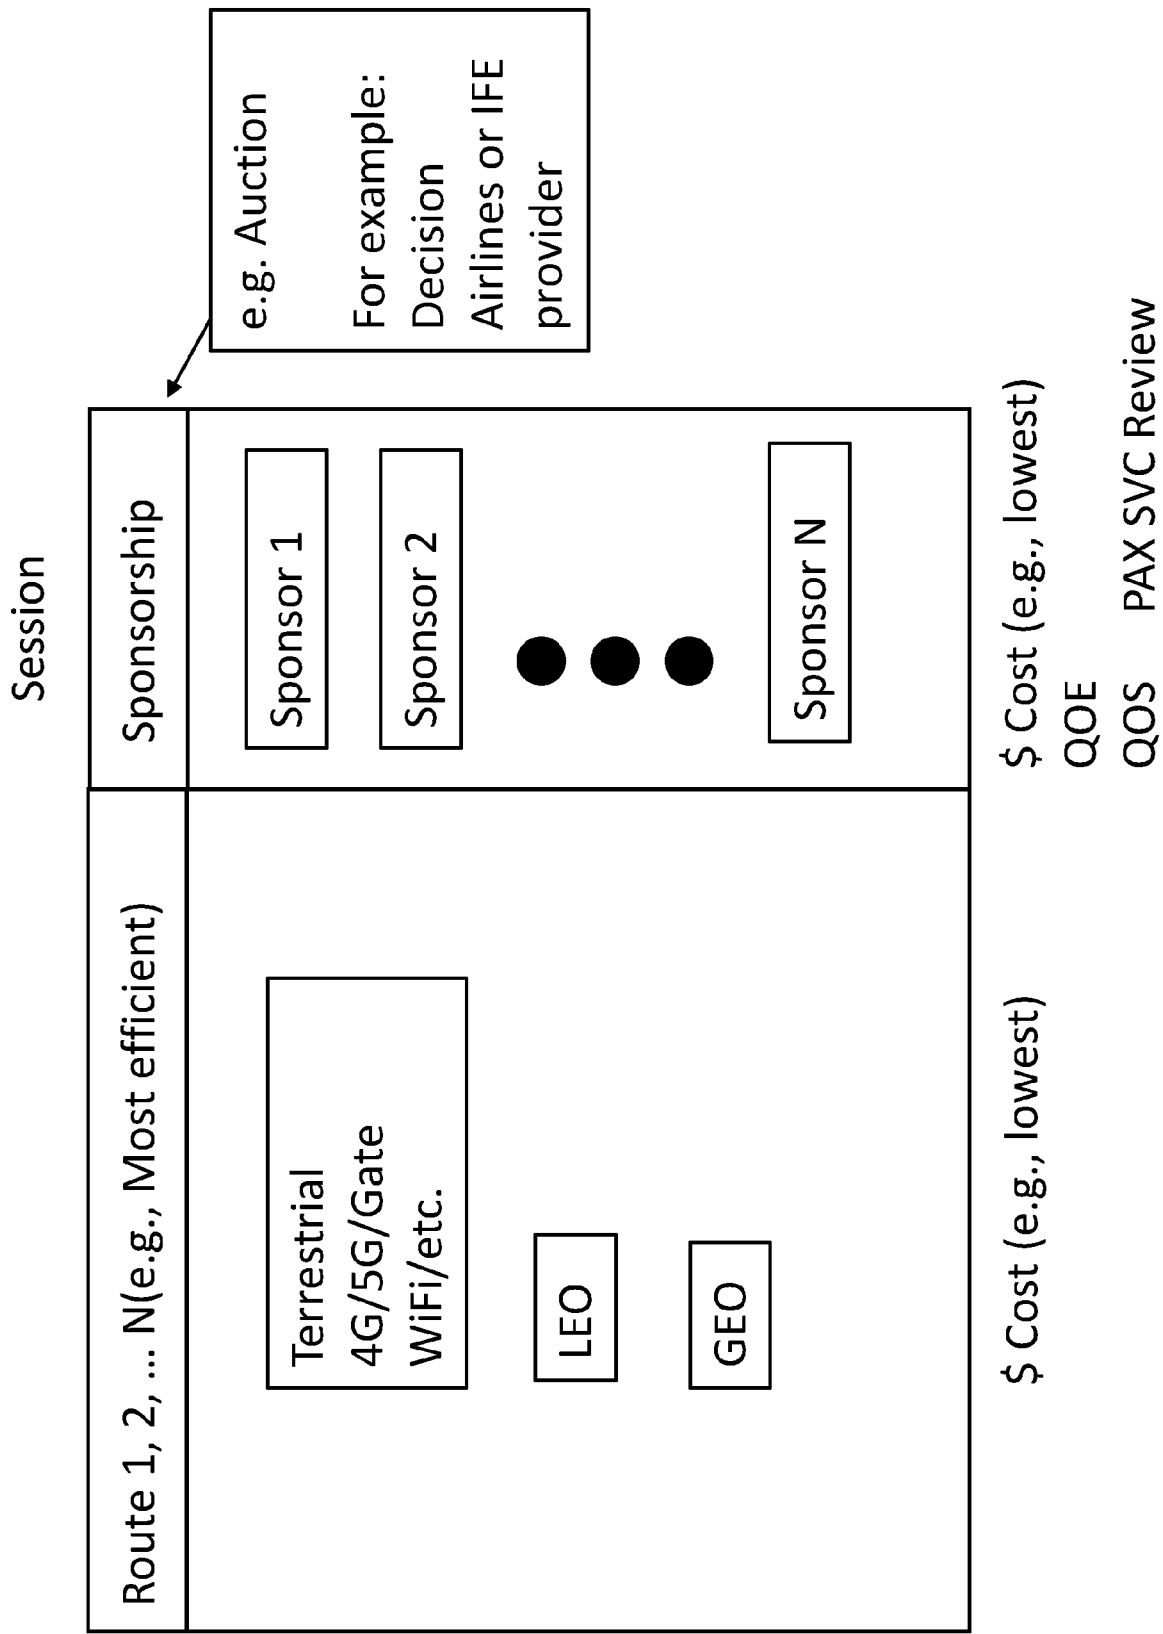 Session
Route 1, 2, ... N(e.g., Most efficient)
Sponsorship
Terrestrial
4G/5G/Gate
WiFi/etc.
LEO
GEO
Sponsor 1
Sponsor 2
Sponsor N
e.g. Auction
For example:
Decision
Airlines or IFE
provider
$ Cost (e.g., lowest)
$ Cost (e.g., lowest)
QOE
QOS PAX SVC Review